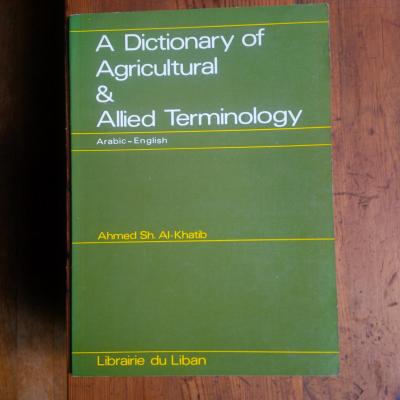 A Dictionary of
Agricultural
&
Allied Terminology
Arabic-English
Ahmed Sh. Al-Khatib
Librairie du Liban